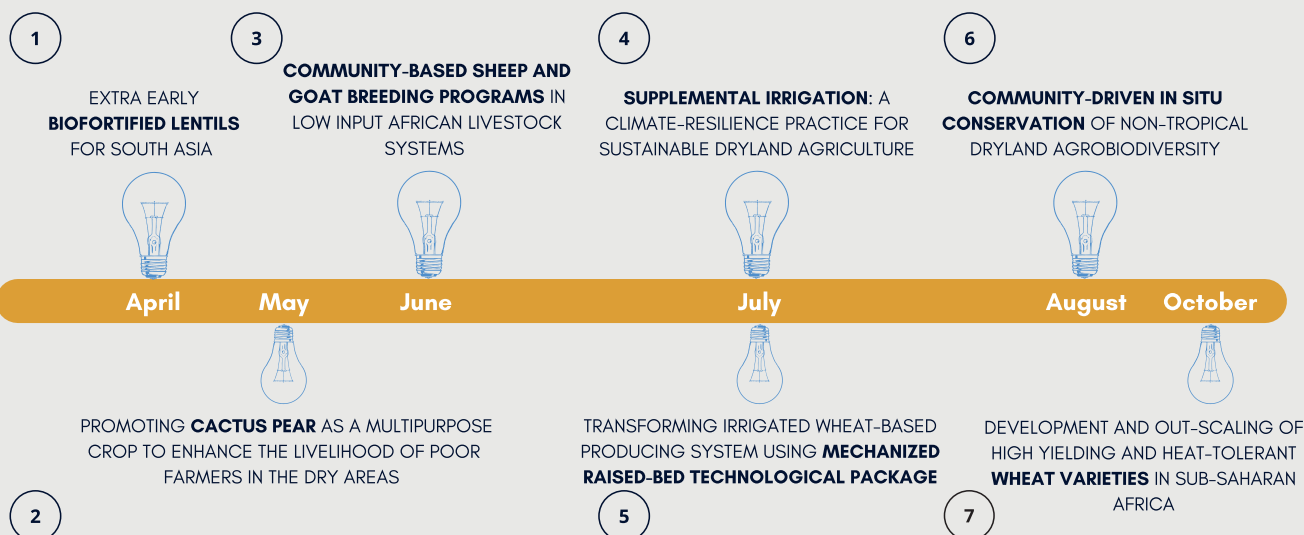 1
EXTRA EARLY
BIOFORTIFIED LENTILS
FOR SOUTH ASIA
3
COMMUNITY-BASED SHEEP AND
GOAT BREEDING PROGRAMS IN
LOW INPUT AFRICAN LIVESTOCK
SYSTEMS
4
SUPPLEMENTAL IRRIGATION: A
CLIMATE-RESILIENCE PRACTICE FOR
SUSTAINABLE DRYLAND AGRICULTURE
6
COMMUNITY-DRIVEN IN SITU
CONSERVATION OF NON-TROPICAL
DRYLAND AGROBIODIVERSITY
April May June July August October
PROMOTING CACTUS PEAR AS A MULTIPURPOSE
CROP TO ENHANCE THE LIVELIHOOD OF POOR
FARMERS IN THE DRY AREAS
2
TRANSFORMING IRRIGATED WHEAT-BASED
PRODUCING SYSTEM USING MECHANIZED
RAISED-BED TECHNOLOGICAL PACKAGE
5
DEVELOPMENT AND OUT-SCALING OF
HIGH YIELDING AND HEAT-TOLERANT
WHEAT VARIETIES IN SUB-SAHARAN
AFRICA
7